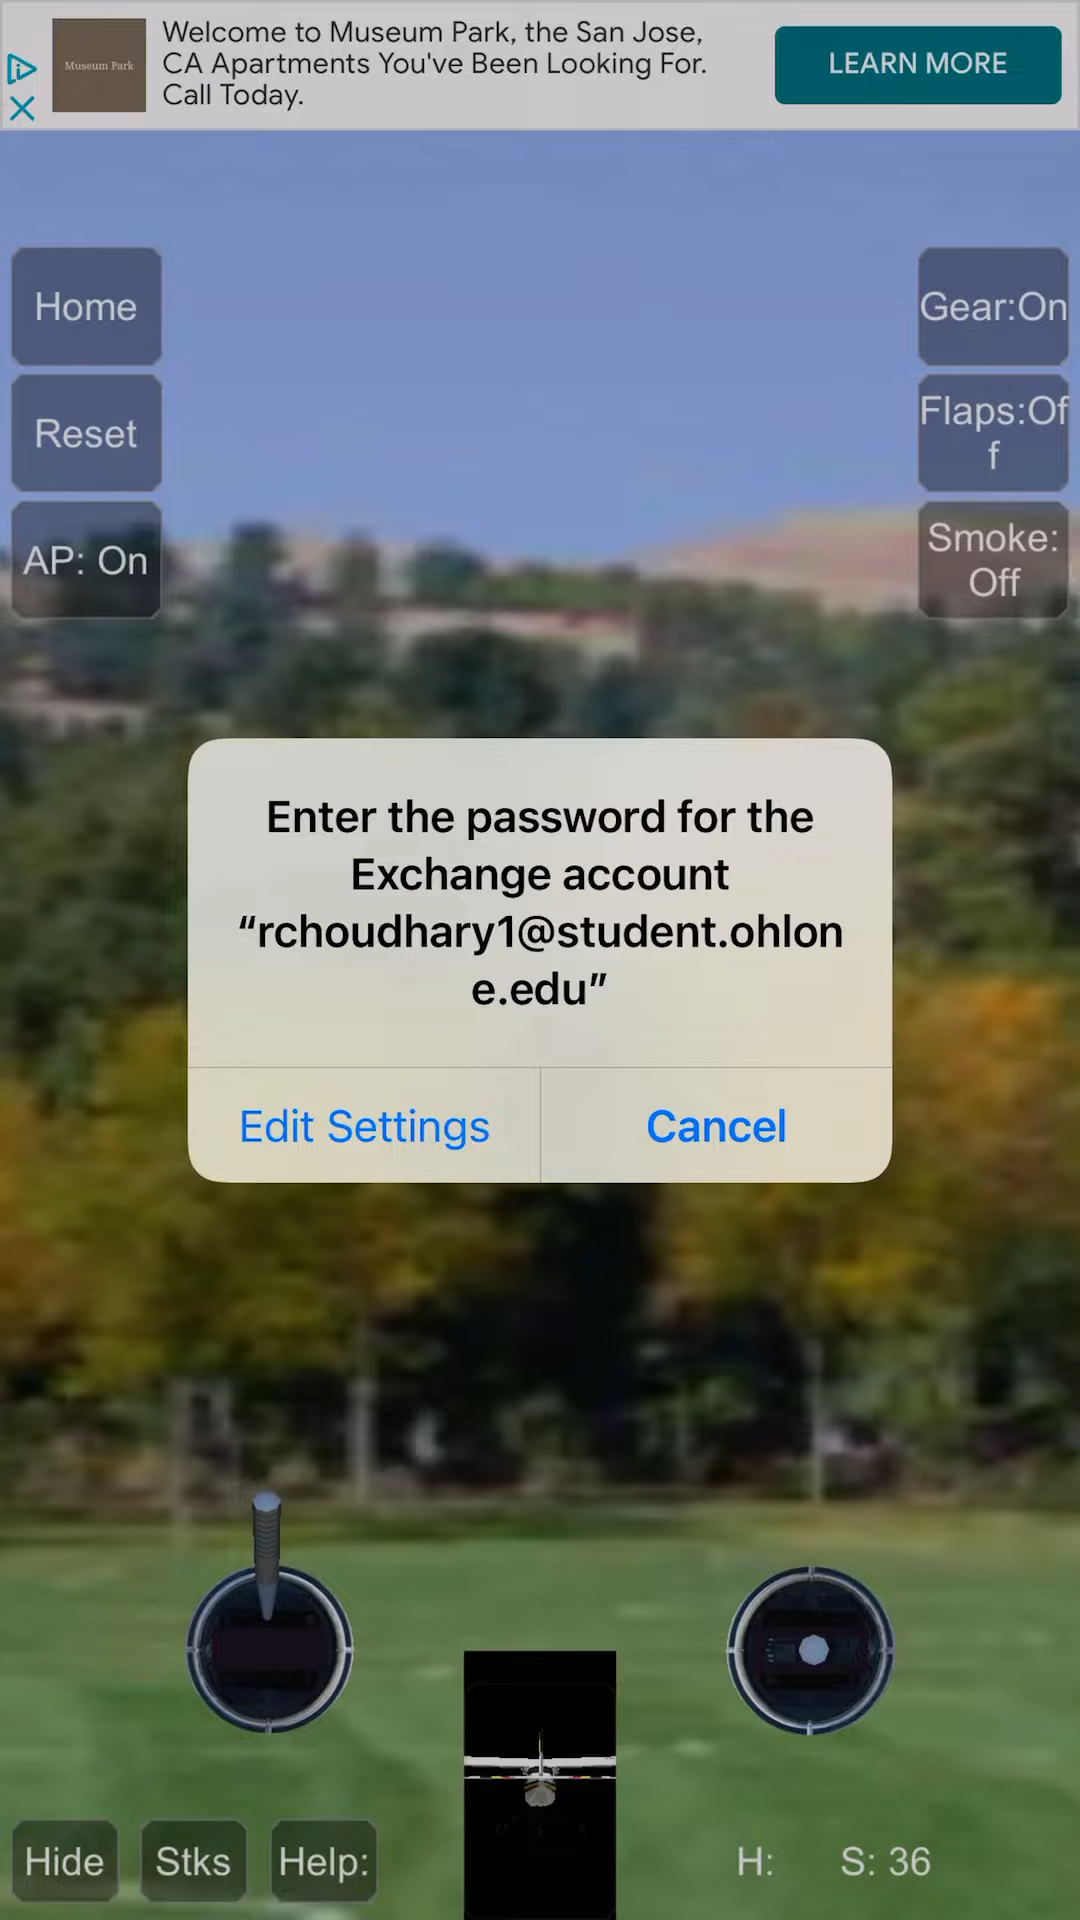 Museum Park
Welcome to Museum Park, the San Jose,
CA Apartments You've Been Looking For.
Call Today.
LEARN MORE
Home
Gear:On
Reset
Flaps:Of
f
AP: On
Smoke:
Off
Enter the password for the
Exchange account
“rchoudhary1@student.ohlon
e.edu”
Edit Settings
Cancel
Hide
Stks
Help:
H:
S: 36